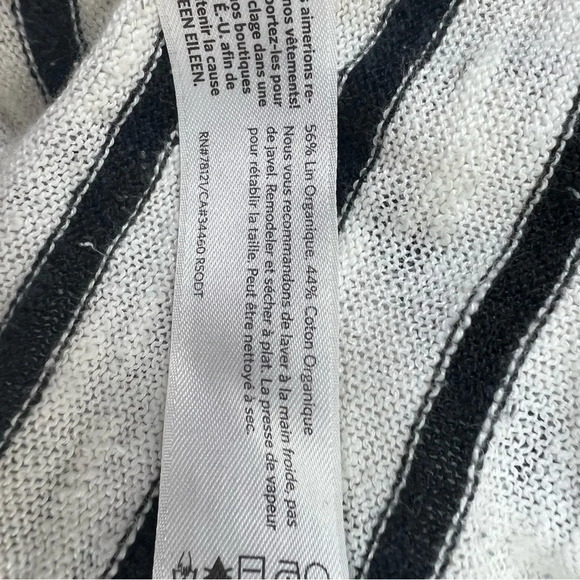 s aimerions re-
nos vêtements!
portez-les pour
clage dans une
nos boutiques
É.-U. afin de
tenir la cause
EEN EILEEN.
56% Lin Organique, 44% Coton Organique
Nous vous recommandons de laver à la main froide, pas
de javel. Remodeler et sécher à plat. La presse de vapeur
pour rétablir la taille. Peut être nettoyé à sec.
RN#78121/CA#34460 RSODT